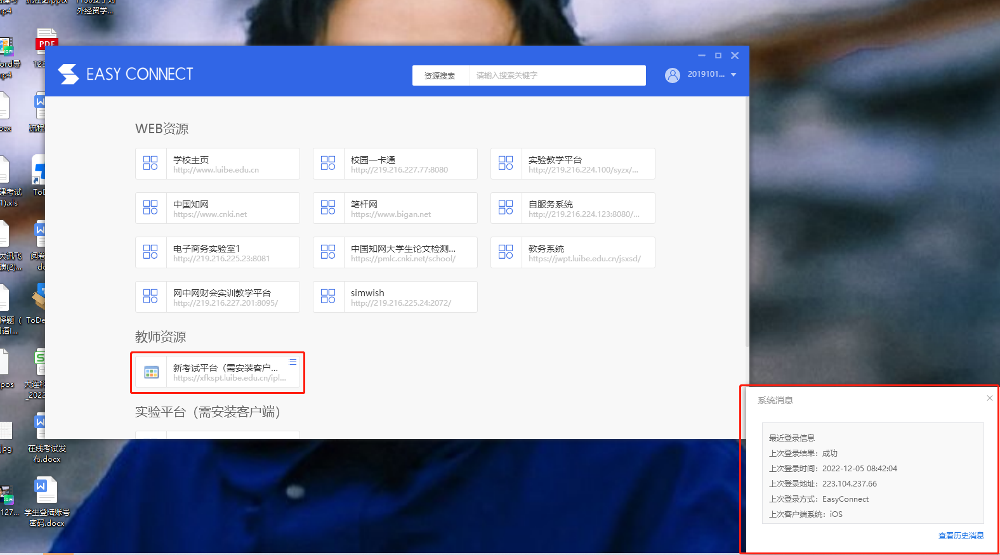 流程图.pptx
外经贸学...
mp4
PDF
ord导
mp4
W
流程
ocx
建考试
1).xls
ToD
W
大讯飞
阅卷
馈(2)...
do
择题（
ToDe
S
pos
大连科
_2022
W
jpg
在线考试发
布.docx
W
127...
学生登陆账号
密码.docx
EASY CONNECT
资源搜索
请输入搜索关键字
2019101...
WEB资源
学校主页
http://www.luibe.edu.cn
校园一卡通
http://219.216.227.77:8080
实验教学平台
http://219.216.224.100/syzx/...
中国知网
https://www.cnki.net
笔杆网
https://www.bigan.net
自服务系统
http://219.216.224.123:8080/...
电子商务实验室1
http://219.216.225.23:8081
中国知网大学生论文检测...
https://pmlc.cnki.net/school/
教务系统
https://jwpt.luibe.edu.cn/jsxsd/
网中网财会实训教学平台
http://219.216.227.201:8095/
simwish
http://219.216.225.24:2072/
教师资源
新考试平台（需安装客户...
https://xfkspt.luibe.edu.cn/ipl...
实验平台（需安装客户端）
系统消息
最近登录信息
上次登录结果：成功
上次登录时间：2022-12-05 08:42:04
上次登录地址：223.104.237.66
上次登录方式：EasyConnect
上次客户端系统：iOS
查看历史消息